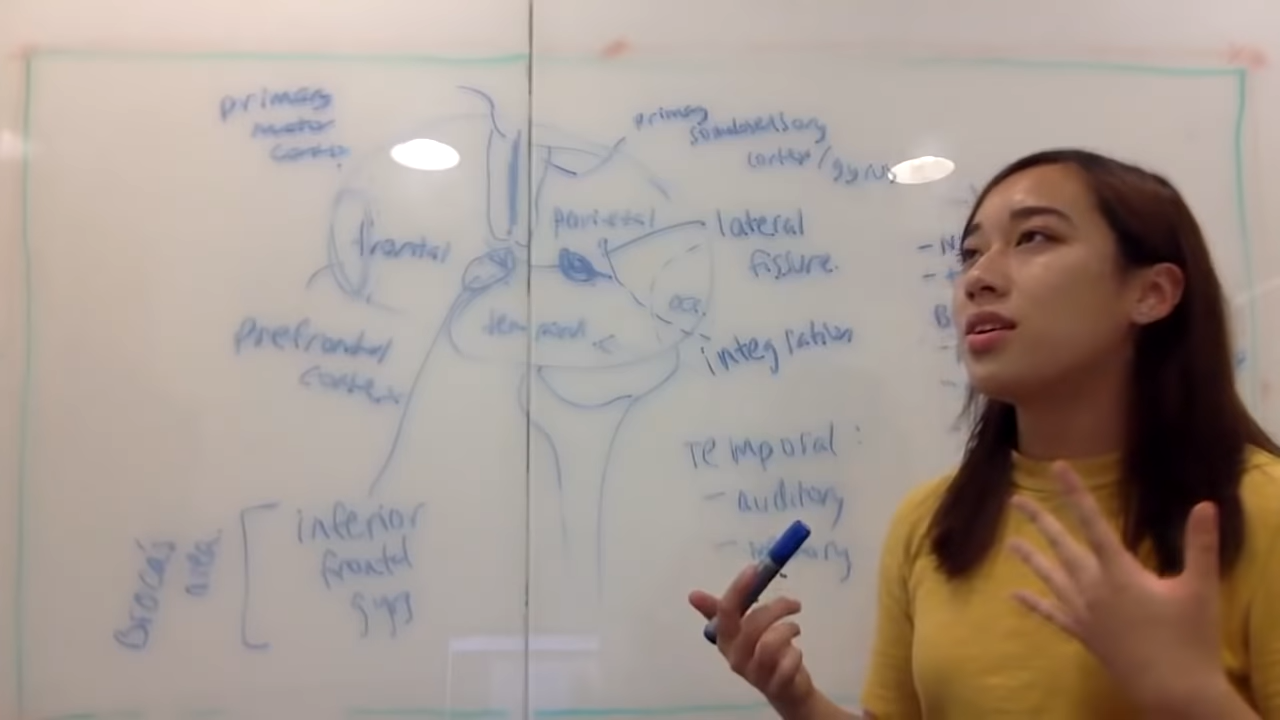 primary
motor
cortex
primary
somatosensory
cortex/gyrus
parietal
lateral
fissure
frontal
occ
temporal
prefrontal
cortex
integration
Temporal:
- auditory
- memory
inferior
frontal
gyrus
Broca's
area